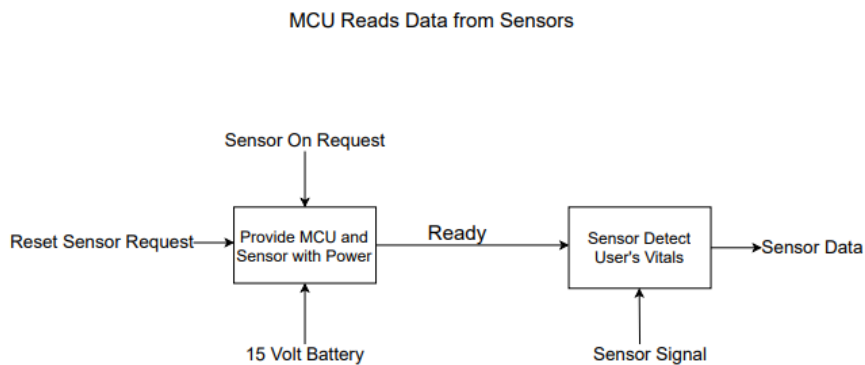 MCU Reads Data from Sensors
Sensor On Request
Reset Sensor Request
Provide MCU and
Sensor with Power
Ready
Sensor Detect
User's Vitals
Sensor Data
15 Volt Battery
Sensor Signal